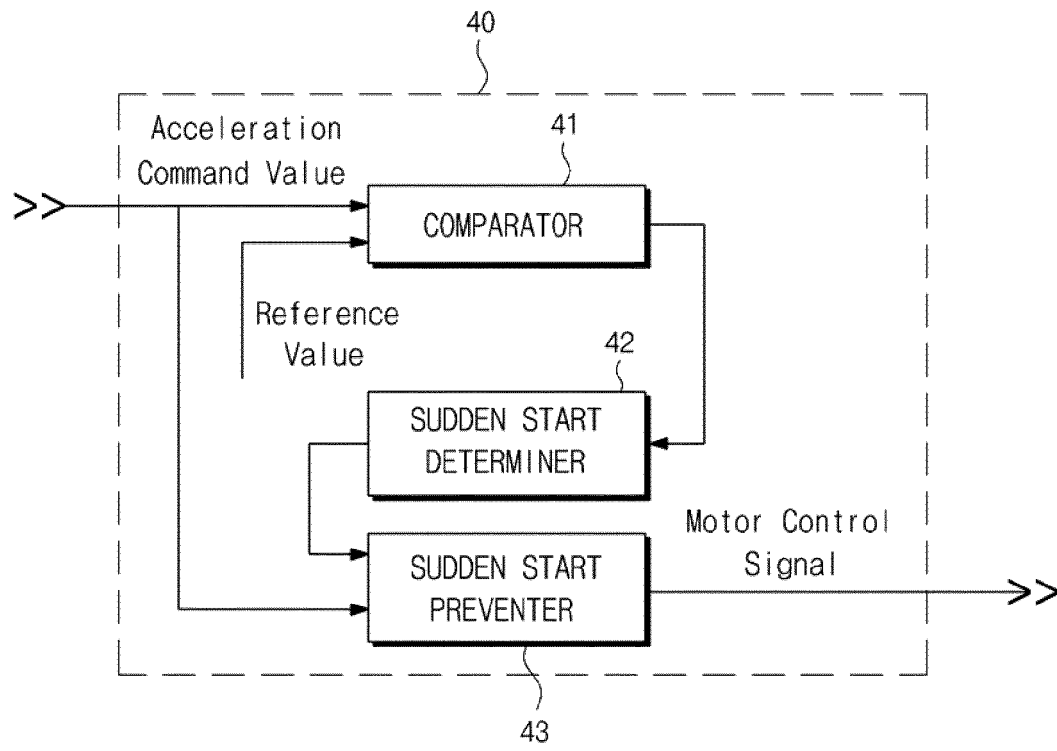 40
Acceleration
Command Value
41
COMPARATOR
Reference
Value
42
SUDDEN START
DETERMINER
Motor Control
Signal
SUDDEN START
PREVENTER
43